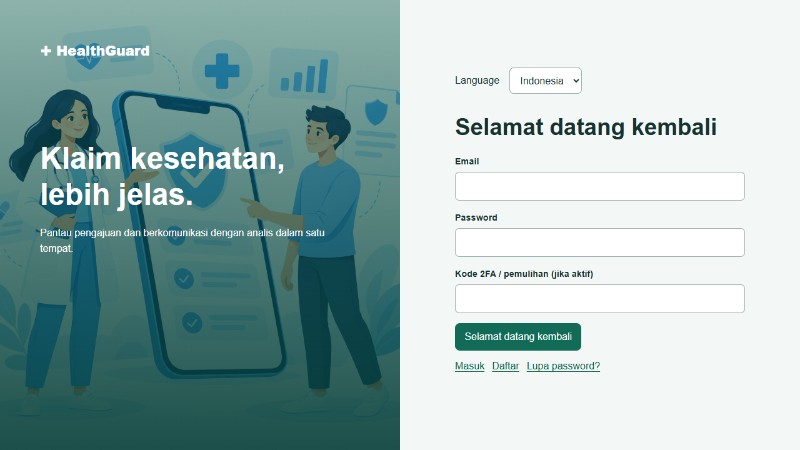 + HealthGuard
Klaim kesehatan,
lebih jelas.
Pantau pengajuan dan berkomunikasi dengan analis dalam satu
tempat.
Language Indonesia
Selamat datang kembali
Email
Password
Kode 2FA / pemulihan (jika aktif)
Selamat datang kembali
Masuk Daftar Lupa password?